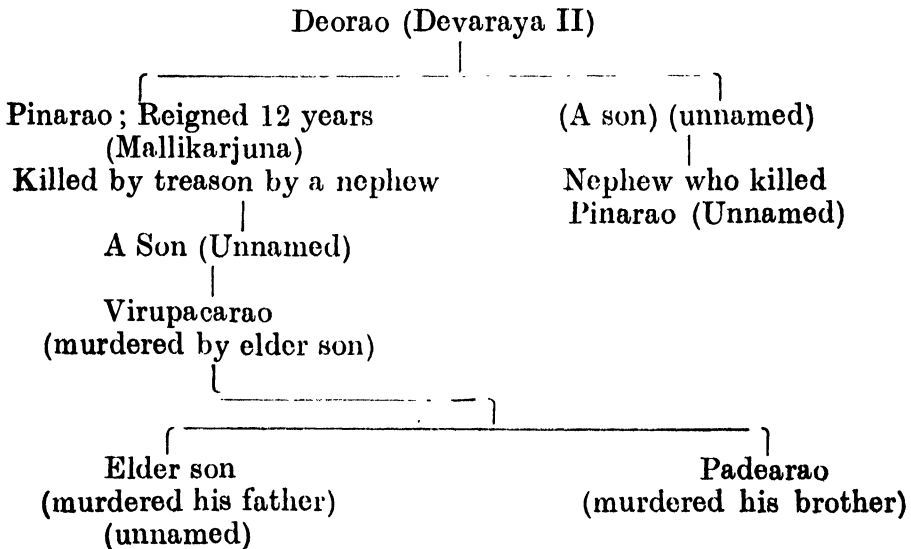 Deorao (Devaraya II)
Pinarao; Reigned 12 years
(Mallikarjuna)
Killed by treason by a nephew
(A son) (unnamed)
Nephew who killed
Pinarao (Unnamed)
A Son (Unnamed)
Virupacarao
(murdered by elder son)
Elder son
(murdered his father)
(unnamed)
Padearao
(murdered his brother)